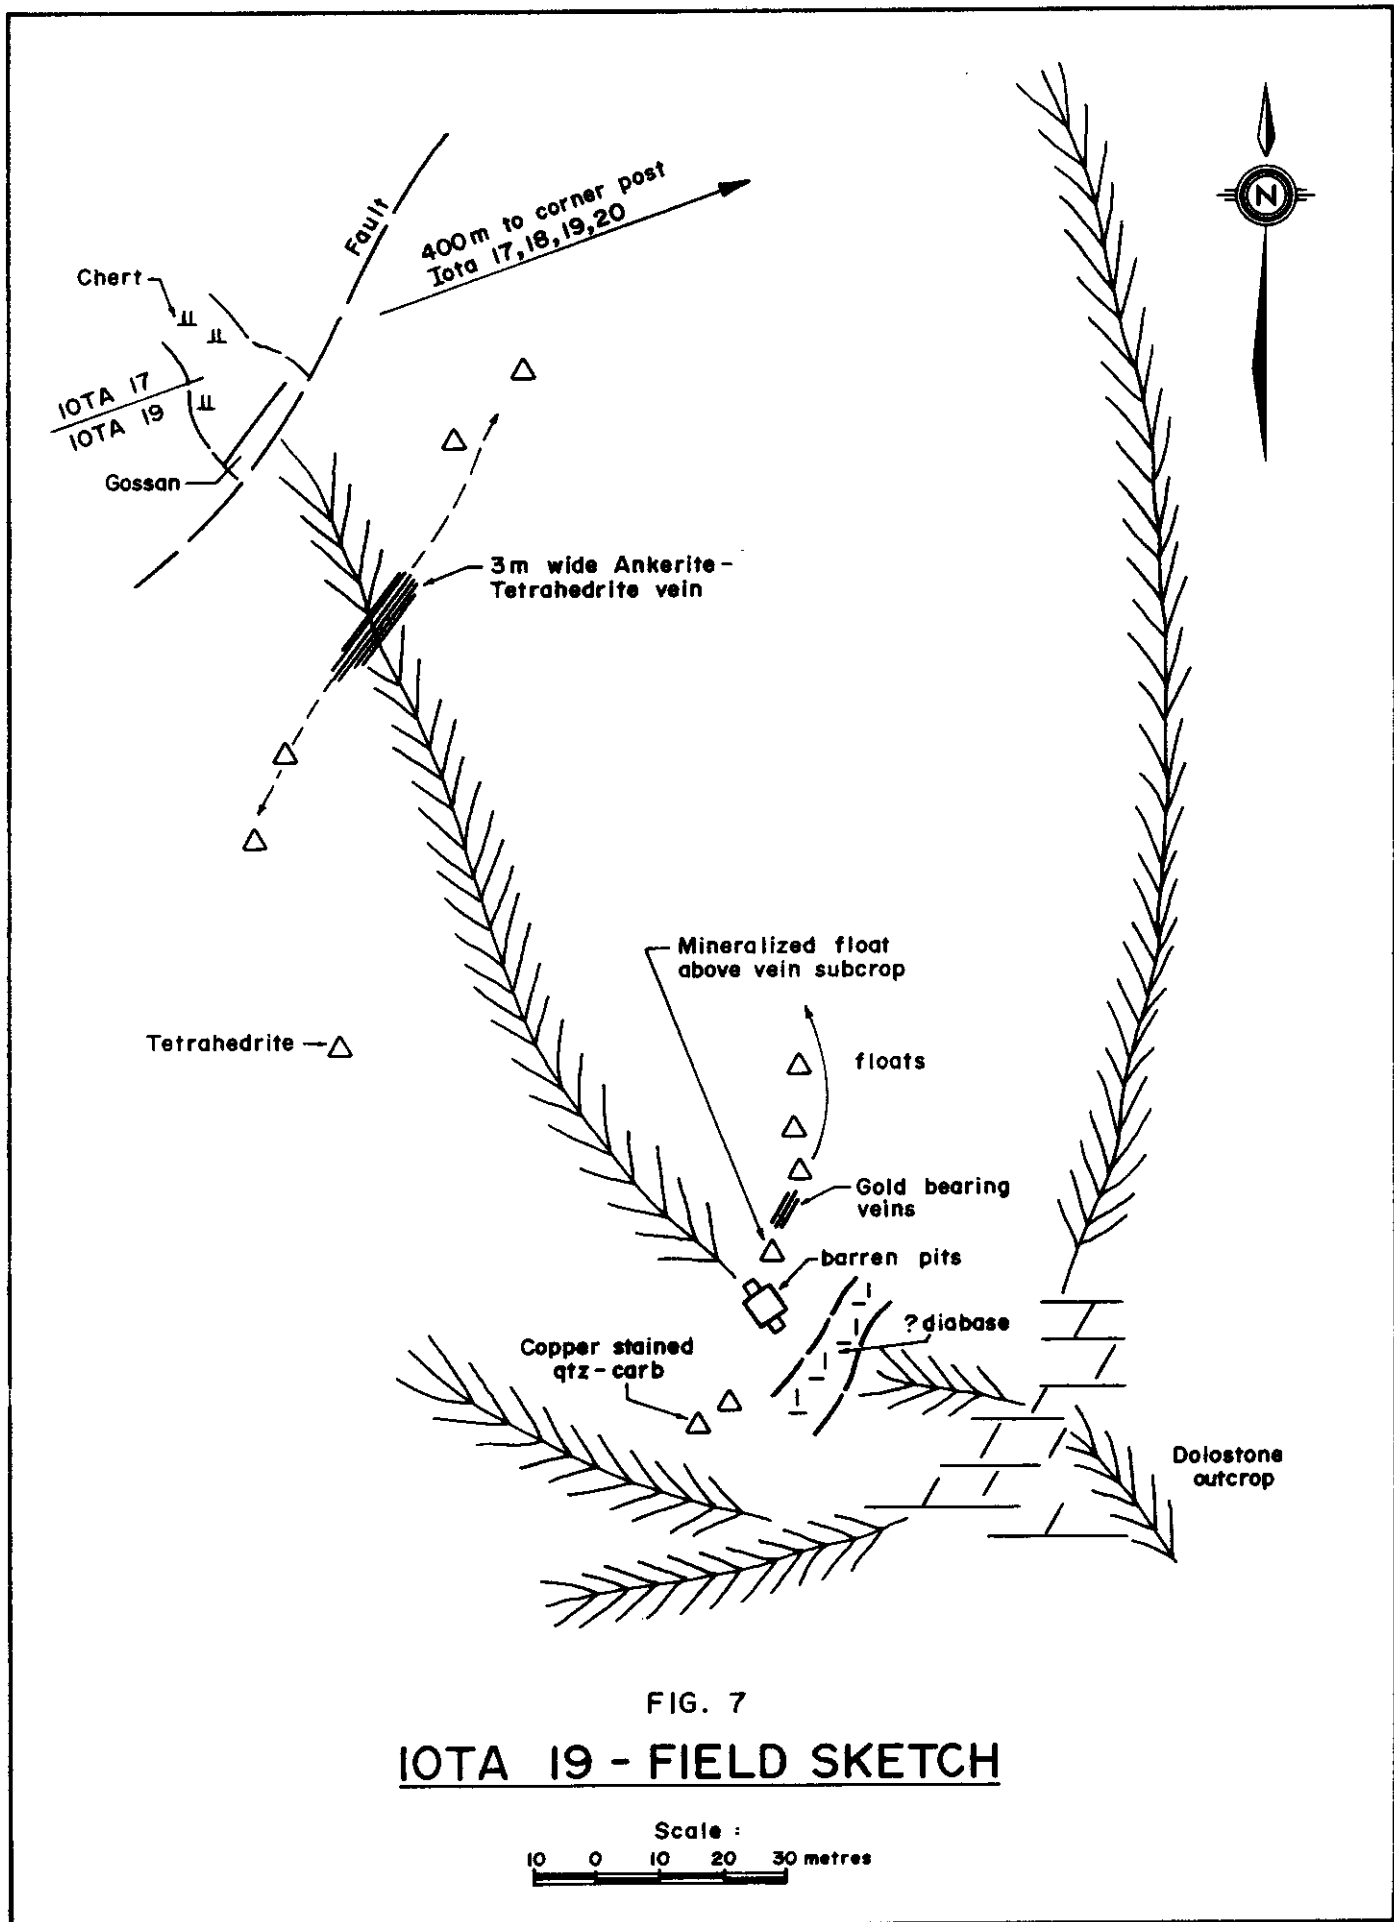 N
Fault
400m to corner post
Iota 17,18,19,20
Chert
IOTA 17
IOTA 19
Gossan
3m wide Ankerite-
Tetrahedrite vein
Mineralized float
above vein subcrop
Tetrahedrite
floats
Gold bearing
veins
barren pits
? diabase
Copper stained
qtz-carb
Dolostone
outcrop
FIG. 7
IOTA 19 - FIELD SKETCH
Scale :
10 0 10 20 30 metres